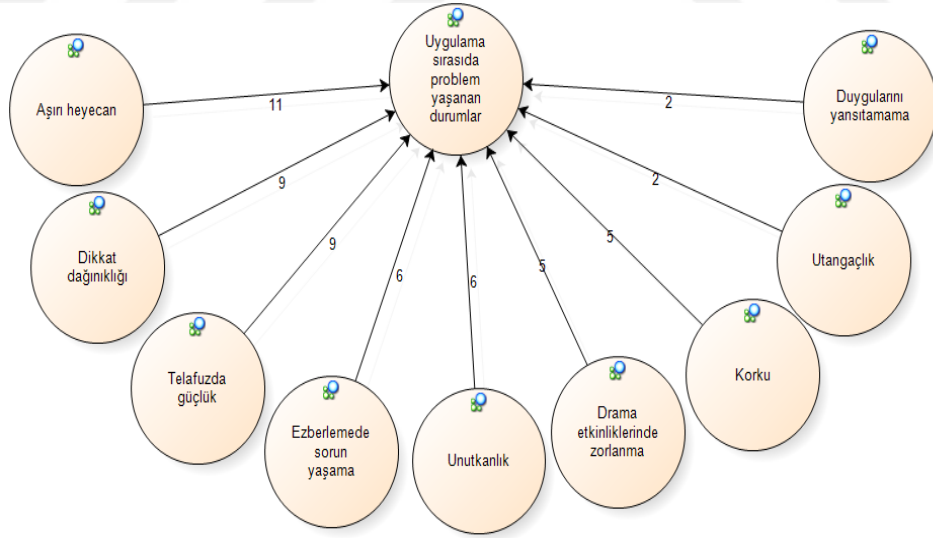 Uygulama
sırasıda
problem
yaşanan
durumlar
Aşırı heyecan
11
2
Duygularını
yansıtamama
Dikkat
dağınıklığı
9
2
Utangaçlık
Telafuzda
güçlük
9
5
Korku
Ezberlemede
sorun
yaşama
6
6
Unutkanlık
5
Drama
etkinliklerinde
zorlanma